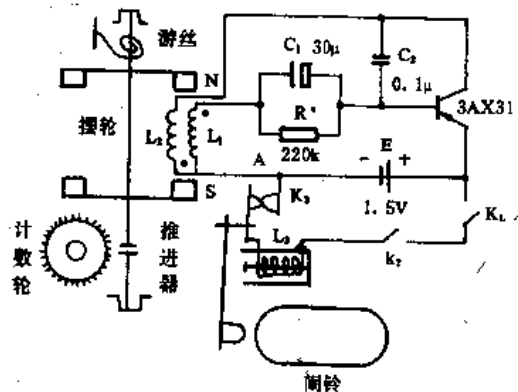 游丝
N
C₁ 30μ
C₂
0.1μ
3AX31
摆轮
L₂
L₁
R*
220k
A
E
- +
S
K₃
1.5V
K₁
L₃
k₂
计数轮
推进器
闹铃